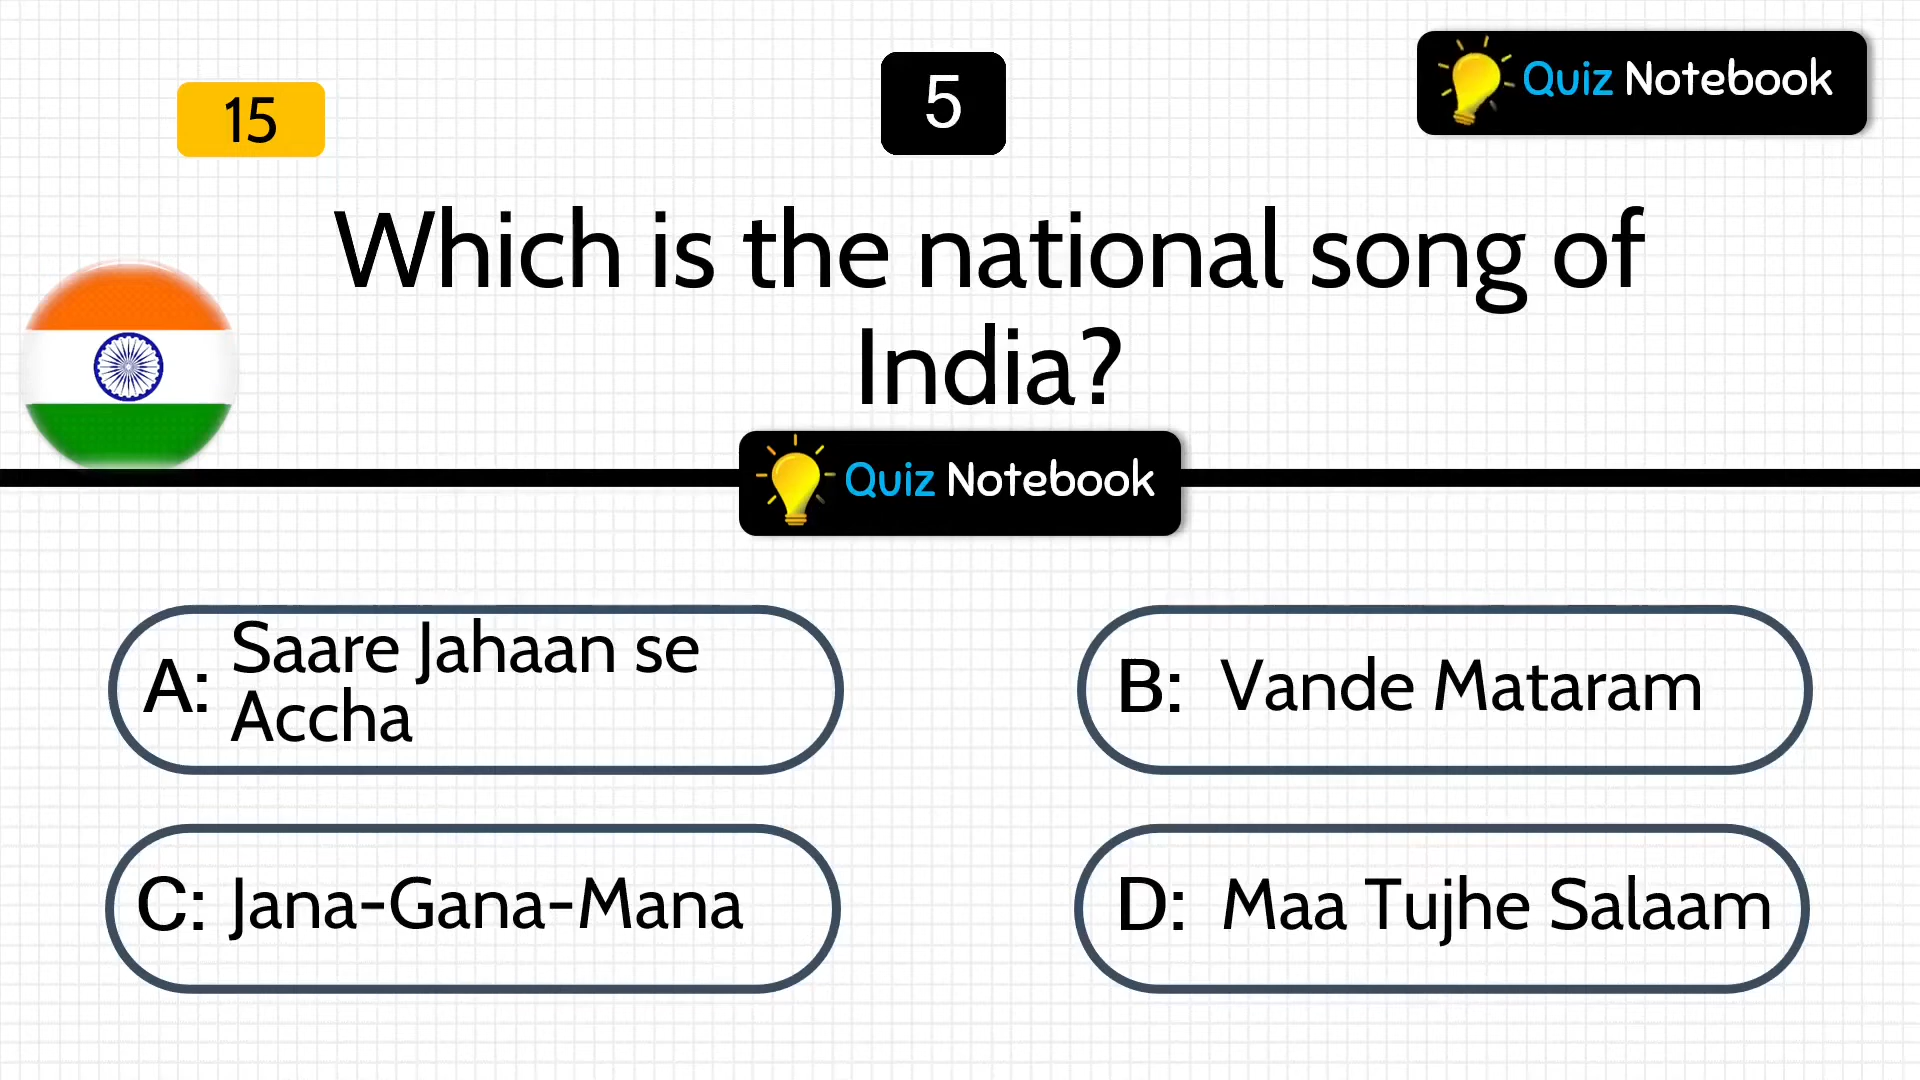 15
5
Quiz Notebook
Which is the national song of
India?
Quiz Notebook
A: Saare Jahaan se
Accha
B: Vande Mataram
C: Jana-Gana-Mana
D: Maa Tujhe Salaam